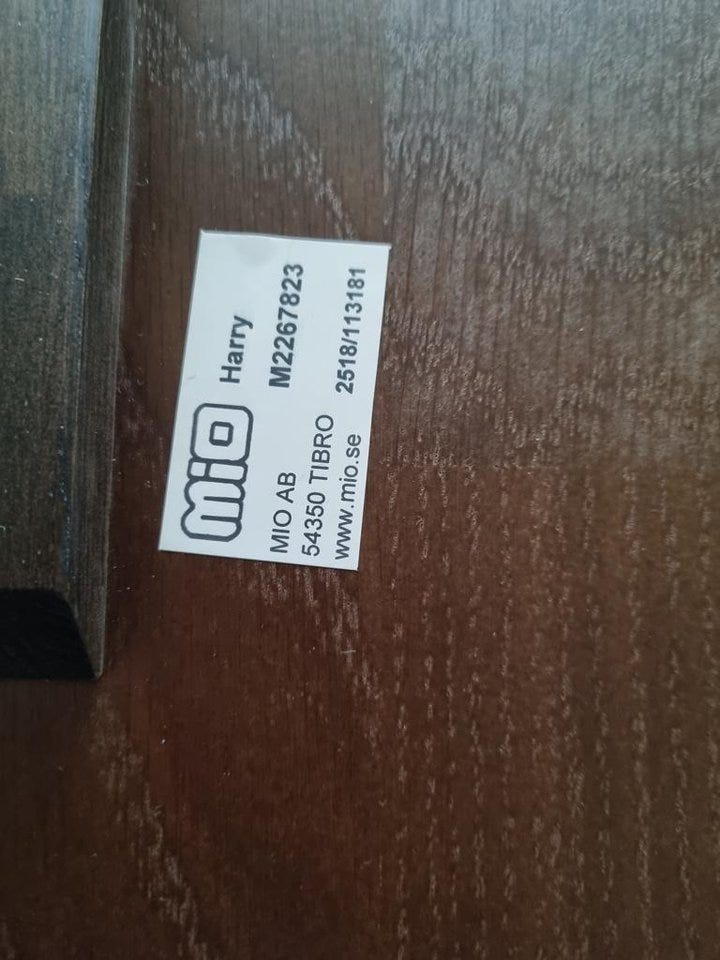 MiO Harry
MIO AB M2267823
54350 TIBRO
www.mio.se 2518/113181